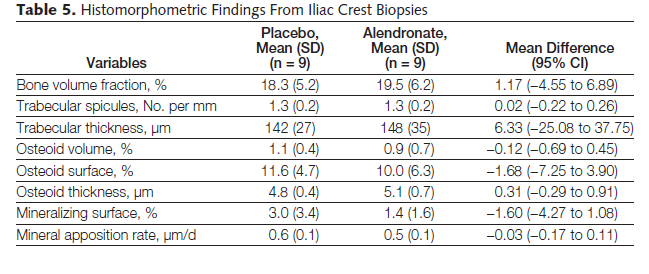 Table 5. Histomorphometric Findings From Iliac Crest Biopsies
Variables Placebo, Mean (SD) (n = 9) Alendronate, Mean (SD) (n = 9) Mean Difference (95% CI)
Bone volume fraction, % 18.3 (5.2) 19.5 (6.2) 1.17 (–4.55 to 6.89)
Trabecular spicules, No. per mm 1.3 (0.2) 1.3 (0.2) 0.02 (–0.22 to 0.26)
Trabecular thickness, µm 142 (27) 148 (35) 6.33 (–25.08 to 37.75)
Osteoid volume, % 1.1 (0.4) 0.9 (0.7) –0.12 (–0.69 to 0.45)
Osteoid surface, % 11.6 (4.7) 10.0 (6.3) –1.68 (–7.25 to 3.90)
Osteoid thickness, µm 4.8 (0.4) 5.1 (0.7) 0.31 (–0.29 to 0.91)
Mineralizing surface, % 3.0 (3.4) 1.4 (1.6) –1.60 (–4.27 to 1.08)
Mineral apposition rate, µm/d 0.6 (0.1) 0.5 (0.1) –0.03 (–0.17 to 0.11)